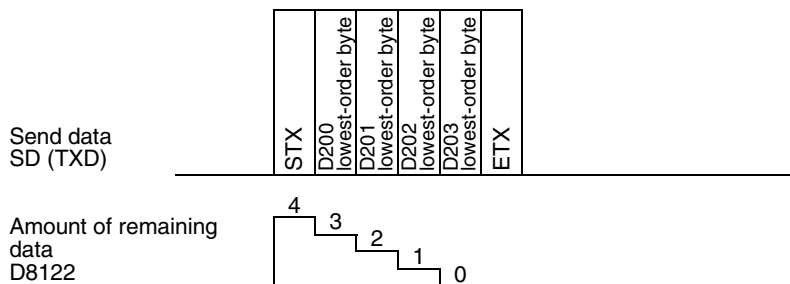 STX
D200
lowest-order byte
D201
lowest-order byte
D202
lowest-order byte
D203
lowest-order byte
ETX
Send data
SD (TXD)
4
3
2
1
0
Amount of remaining
data
D8122